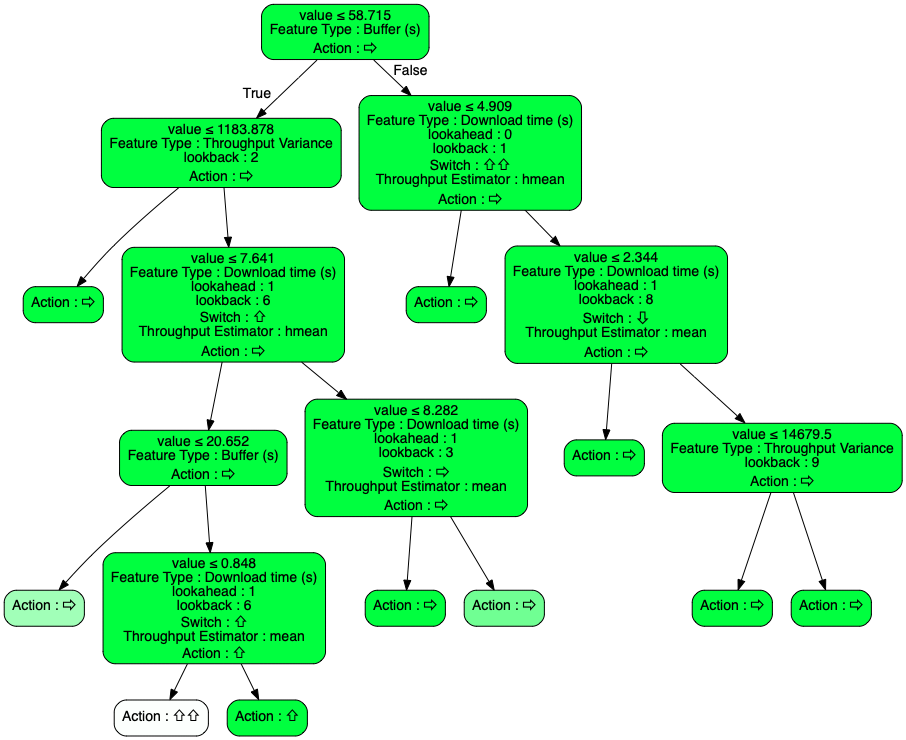 value ≤ 58.715
Feature Type : Buffer (s)
Action : ⇨
True
False
value ≤ 1183.878
Feature Type : Throughput Variance
lookback : 2
Action : ⇨
value ≤ 4.909
Feature Type : Download time (s)
lookahead : 0
lookback : 1
Switch : ⇧⇧
Throughput Estimator : hmean
Action : ⇨
Action : ⇨
value ≤ 7.641
Feature Type : Download time (s)
lookahead : 1
lookback : 6
Switch : ⇧
Throughput Estimator : hmean
Action : ⇨
Action : ⇨
value ≤ 2.344
Feature Type : Download time (s)
lookahead : 1
lookback : 8
Switch : ⇩
Throughput Estimator : mean
Action : ⇨
value ≤ 20.652
Feature Type : Buffer (s)
Action : ⇨
value ≤ 8.282
Feature Type : Download time (s)
lookahead : 1
lookback : 3
Switch : ⇨
Throughput Estimator : mean
Action : ⇨
Action : ⇨
value ≤ 14679.5
Feature Type : Throughput Variance
lookback : 9
Action : ⇨
Action : ⇨
value ≤ 0.848
Feature Type : Download time (s)
lookahead : 1
lookback : 6
Switch : ⇧
Throughput Estimator : mean
Action : ⇧
Action : ⇨
Action : ⇨
Action : ⇨
Action : ⇨
Action : ⇧⇧
Action : ⇧